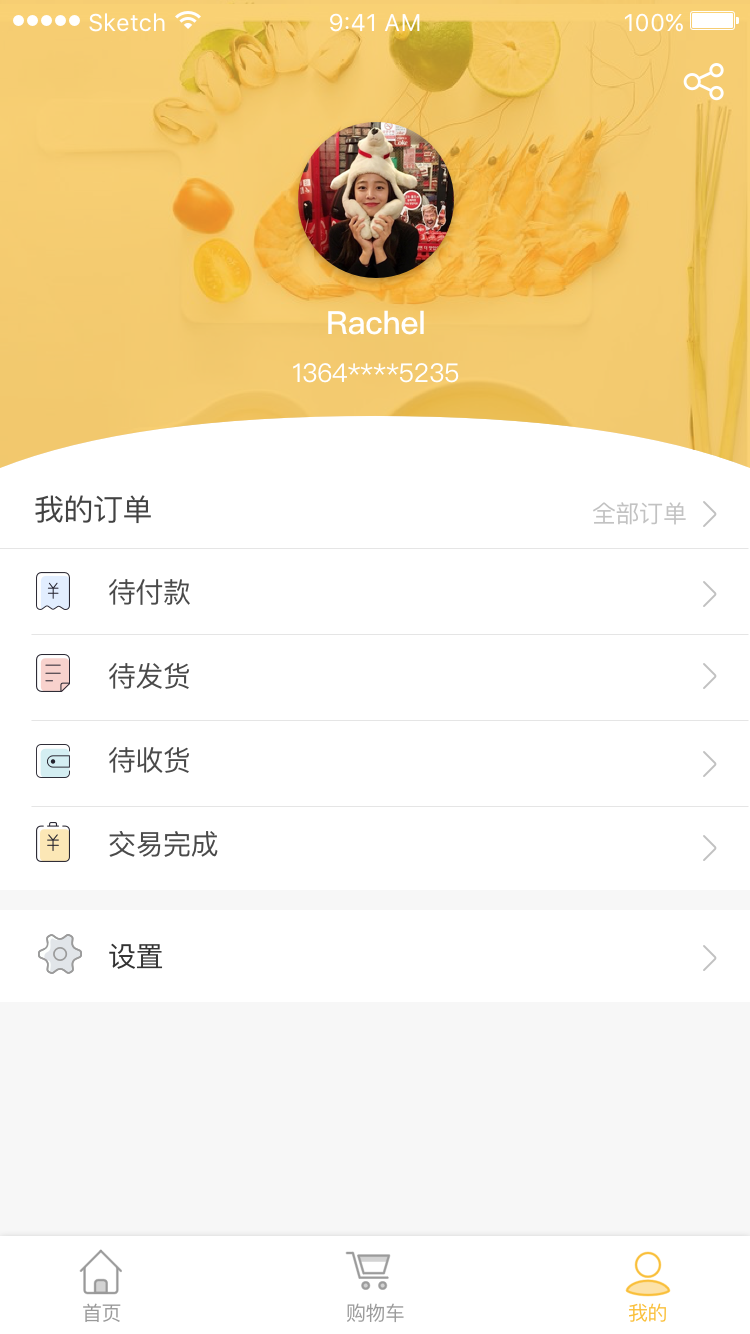 Sketch 9:41 AM 100%
Rachel
1364****5235
我的订单 全部订单
¥ 待付款
待发货
待收货
¥ 交易完成
设置
首页 购物车 我的